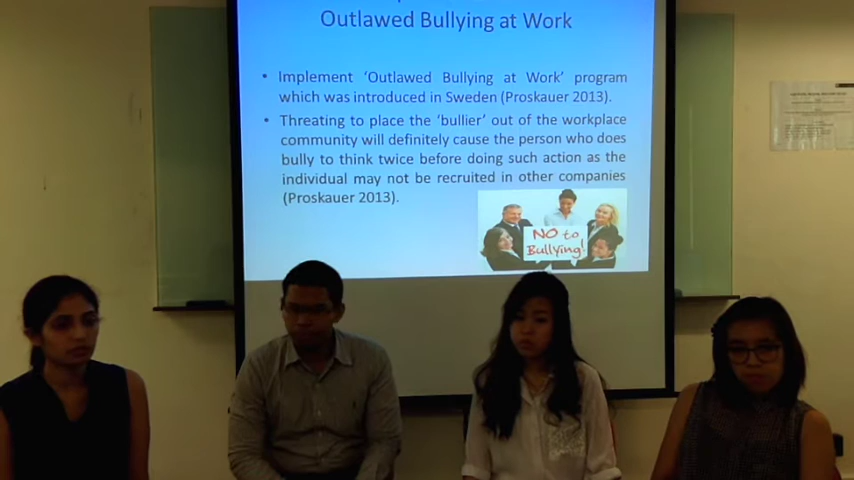 Outlawed Bullying at Work
• Implement ‘Outlawed Bullying at Work’ program
which was introduced in Sweden (Proskauer 2013).
• Threating to place the ‘bullier’ out of the workplace
community will definitely cause the person who does
bully to think twice before doing such action as the
individual may not be recruited in other companies
(Proskauer 2013).
NO to
Bullying!